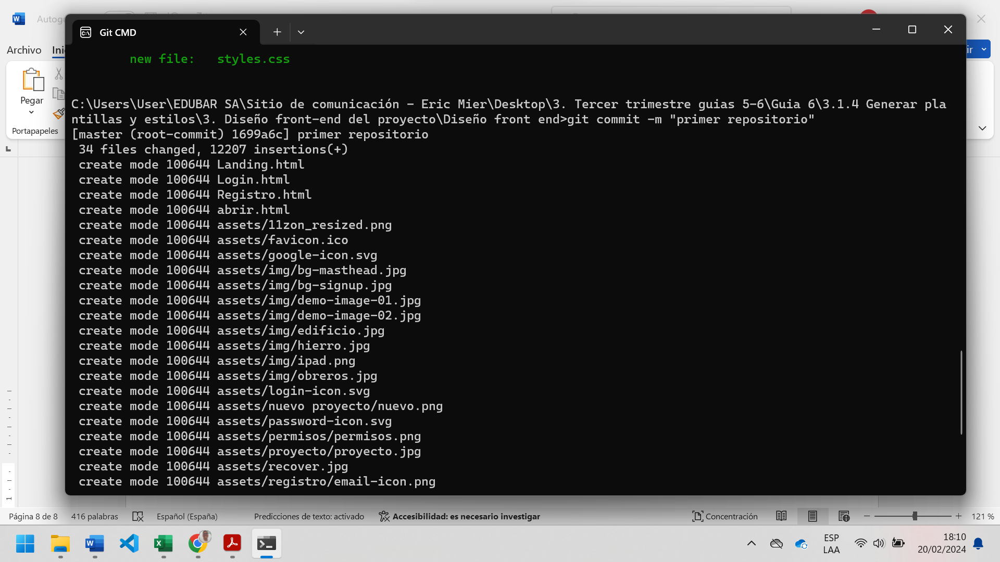 Autog
Git CMD
Archivo
Ini
ir
Pegar
Portapapeles
new file:   styles.css
C:\Users\User\EDUBAR SA\Sitio de comunicación - Eric Mier\Desktop\3. Tercer trimestre guias 5-6\Guia 6\3.1.4 Generar pla
ntillas y estilos\3. Diseño front-end del proyecto\Diseño front end>git commit -m "primer repositorio"
[master (root-commit) 1699a6c] primer repositorio
34 files changed, 12207 insertions(+)
create mode 100644 Landing.html
create mode 100644 Login.html
create mode 100644 Registro.html
create mode 100644 abrir.html
create mode 100644 assets/11zon_resized.png
create mode 100644 assets/favicon.ico
create mode 100644 assets/google-icon.svg
create mode 100644 assets/img/bg-masthead.jpg
create mode 100644 assets/img/bg-signup.jpg
create mode 100644 assets/img/demo-image-01.jpg
create mode 100644 assets/img/demo-image-02.jpg
create mode 100644 assets/img/edificio.jpg
create mode 100644 assets/img/hierro.jpg
create mode 100644 assets/img/ipad.png
create mode 100644 assets/img/obreros.jpg
create mode 100644 assets/login-icon.svg
create mode 100644 assets/nuevo proyecto/nuevo.png
create mode 100644 assets/password-icon.svg
create mode 100644 assets/permisos/permisos.png
create mode 100644 assets/proyecto/proyecto.jpg
create mode 100644 assets/recover.jpg
create mode 100644 assets/registro/email-icon.png
1
Página 8 de 8
416 palabras
Español (España)
Predicciones de texto: activado
Accesibilidad: es necesario investigar
Concentración
121 %
ESP
LAA
18:10
20/02/2024